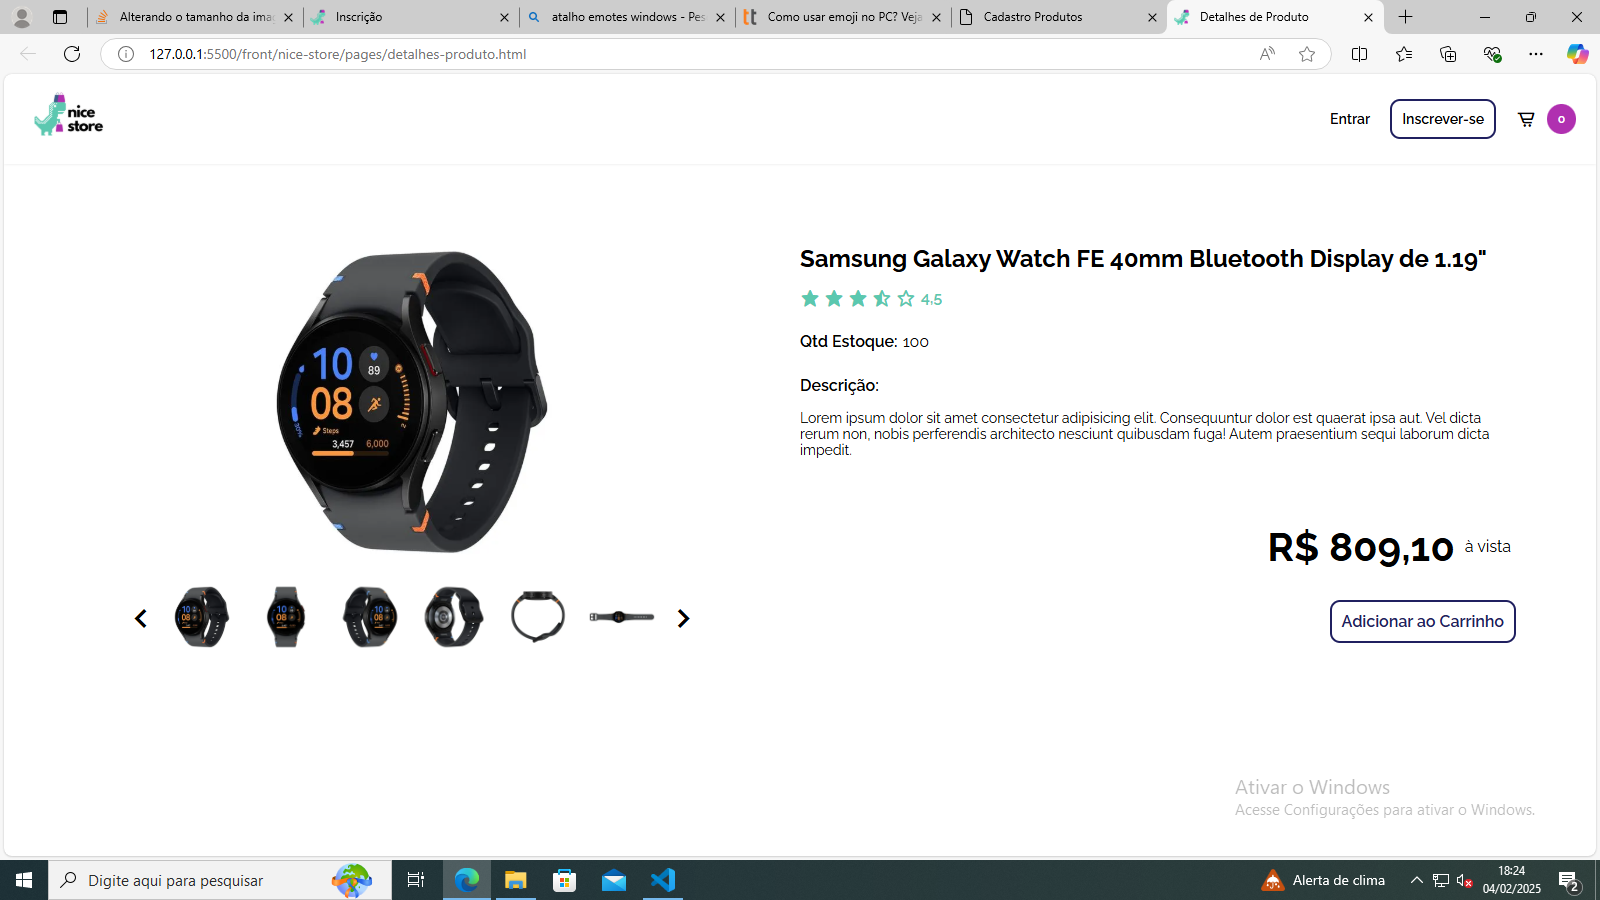 Alterando o tamanho da imag
Inscrição
atalho emotes windows - Pes
Como usar emoji no PC? Veja
Cadastro Produtos
Detalhes de Produto
127.0.0.1:5500/front/nice-store/pages/detalhes-produto.html
nice
store
Entrar
Inscrever-se
0
Samsung Galaxy Watch FE 40mm Bluetooth Display de 1.19"
4,5
Qtd Estoque: 100
Descrição:
Lorem ipsum dolor sit amet consectetur adipisicing elit. Consequuntur dolor est quaerat ipsa aut. Vel dicta
rerum non, nobis perferendis architecto nesciunt quibusdam fuga! Autem praesentium sequi laborum dicta
impedit.
10
89
08
Steps
3,457 6,000
R$ 809,10 à vista
Adicionar ao Carrinho
Ativar o Windows
Acesse Configurações para ativar o Windows.
Digite aqui para pesquisar
Alerta de clima
18:24
04/02/2025
2